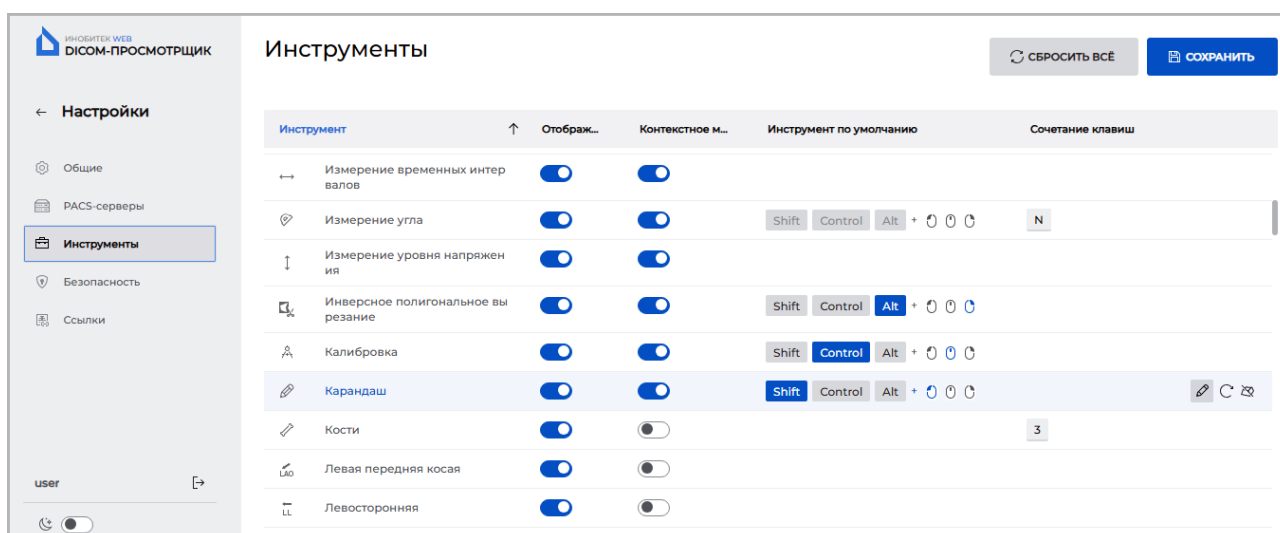 ИНОБИТЕК WEB
DICOM-ПРОСМОТРЩИК
Инструменты
СБРОСИТЬ ВСЁ
СОХРАНИТЬ
← Настройки
Общие
PACS-серверы
Инструменты
Безопасность
Ссылки
user
Инструмент ↑ Отображ... Контекстное м... Инструмент по умолчанию Сочетание клавиш
Измерение временных интер
валов
Измерение угла Shift Control Alt + N
Измерение уровня напряжен
ия
Инверсное полигональное вы
резание
Shift Control Alt +
Калибровка Shift Control Alt +
Карандаш Shift Control Alt +
Кости 3
LAO Левая передняя косая
LL Левосторонняя